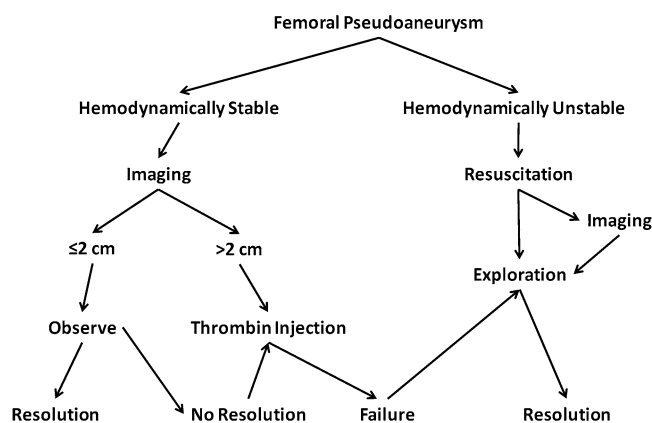 Femoral Pseudoaneurysm
Hemodynamically Stable
Hemodynamically Unstable
Imaging
Resuscitation
Imaging
≤2 cm
>2 cm
Exploration
Observe
Thrombin Injection
Resolution
No Resolution
Failure
Resolution